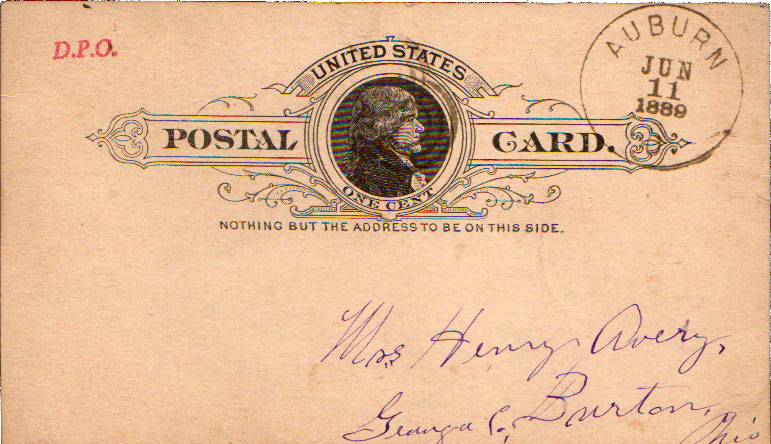 D.P.O.
UNITED STATES
POSTAL CARD.
ONE CENT
NOTHING BUT THE ADDRESS TO BE ON THIS SIDE.
AUBURN
JUN
11
1889
Mrs Henry Avery,
Geauga Co, Burton,
Ohio